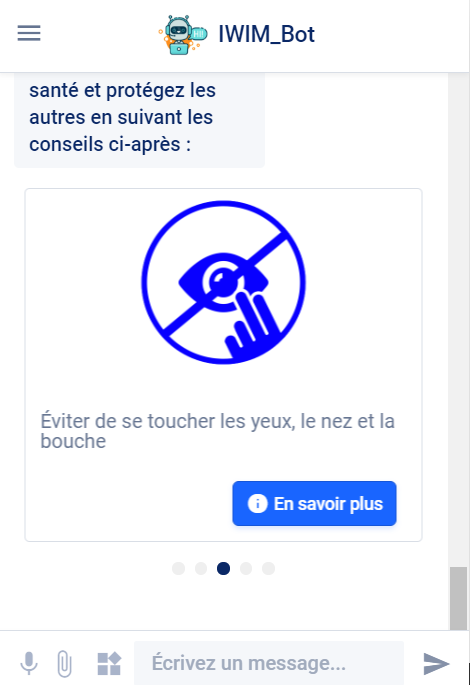 IWIM_Bot
HR
santé et protégez les
autres en suivant les
conseils ci-après :
Éviter de se toucher les yeux, le nez et la
bouche
En savoir plus
Écrivez un message...